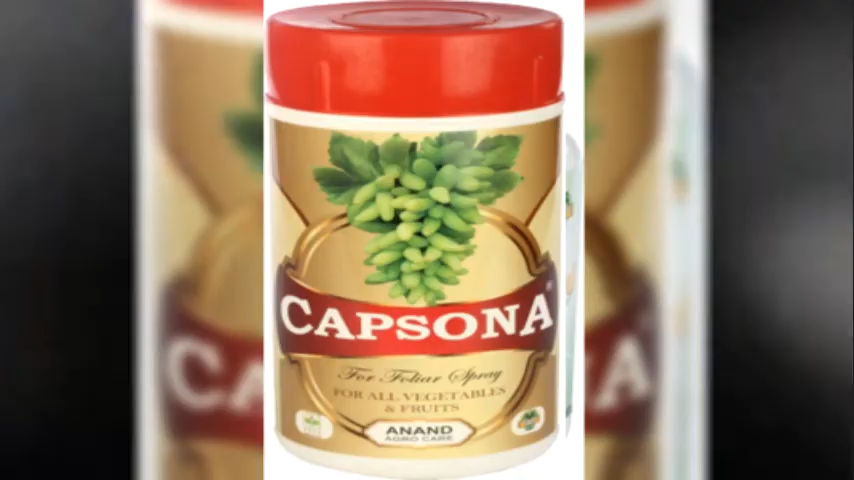 CAPSONA
For Foliar Spray
FOR ALL VEGETABLES
& FRUITS
ANAND
AGRO CARE